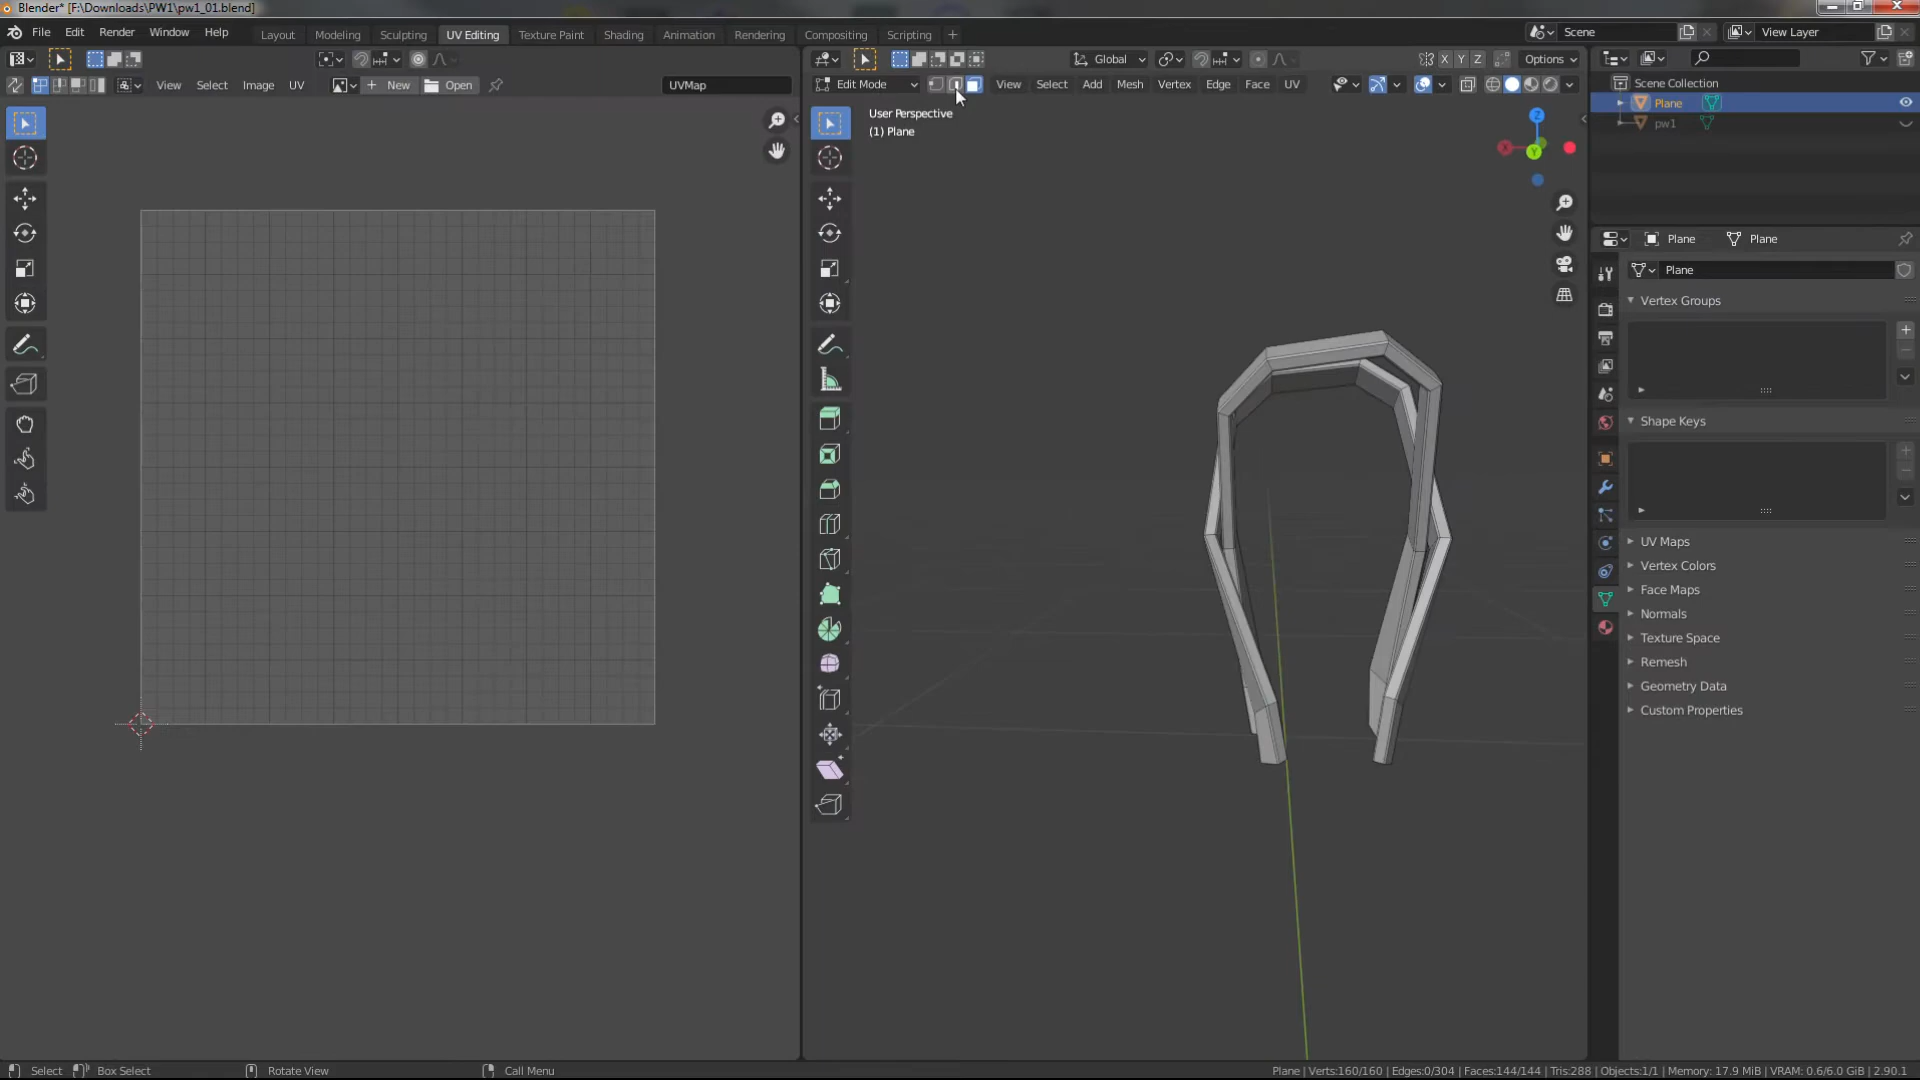 Blender* [F:\Downloads\PW1\pw1_01.blend]
File Edit Render Window Help
Layout Modeling Sculpting UV Editing Texture Paint Shading Animation Rendering Compositing Scripting +
Scene
View Layer
Global
X Y Z Options
View Select Image UV
New
Open
UVMap
Edit Mode
View Select Add Mesh Vertex Edge Face UV
User Perspective
(1) Plane
Z
X
Y
Scene Collection
Plane
pw1
Plane
Plane
Plane
Vertex Groups
Shape Keys
UV Maps
Vertex Colors
Face Maps
Normals
Texture Space
Remesh
Geometry Data
Custom Properties
Select Box Select Rotate View Call Menu
Plane | Verts:160/160 | Edges:0/304 | Faces:144/144 | Tris:288 | Objects:1/1 | Memory: 17.9 MiB | VRAM: 0.6/6.0 GiB | 2.90.1